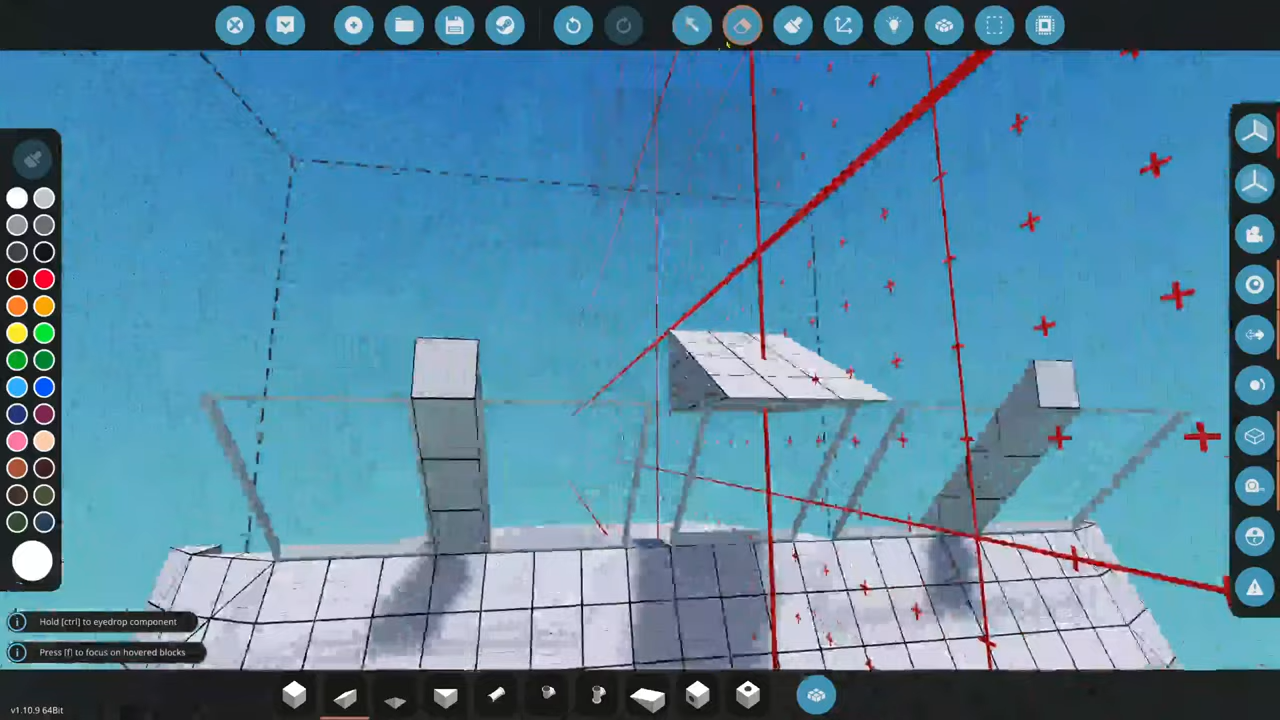 Hold [ctrl] to eyedrop component
Press [f] to focus on hovered blocks
v1.10.9 64Bit